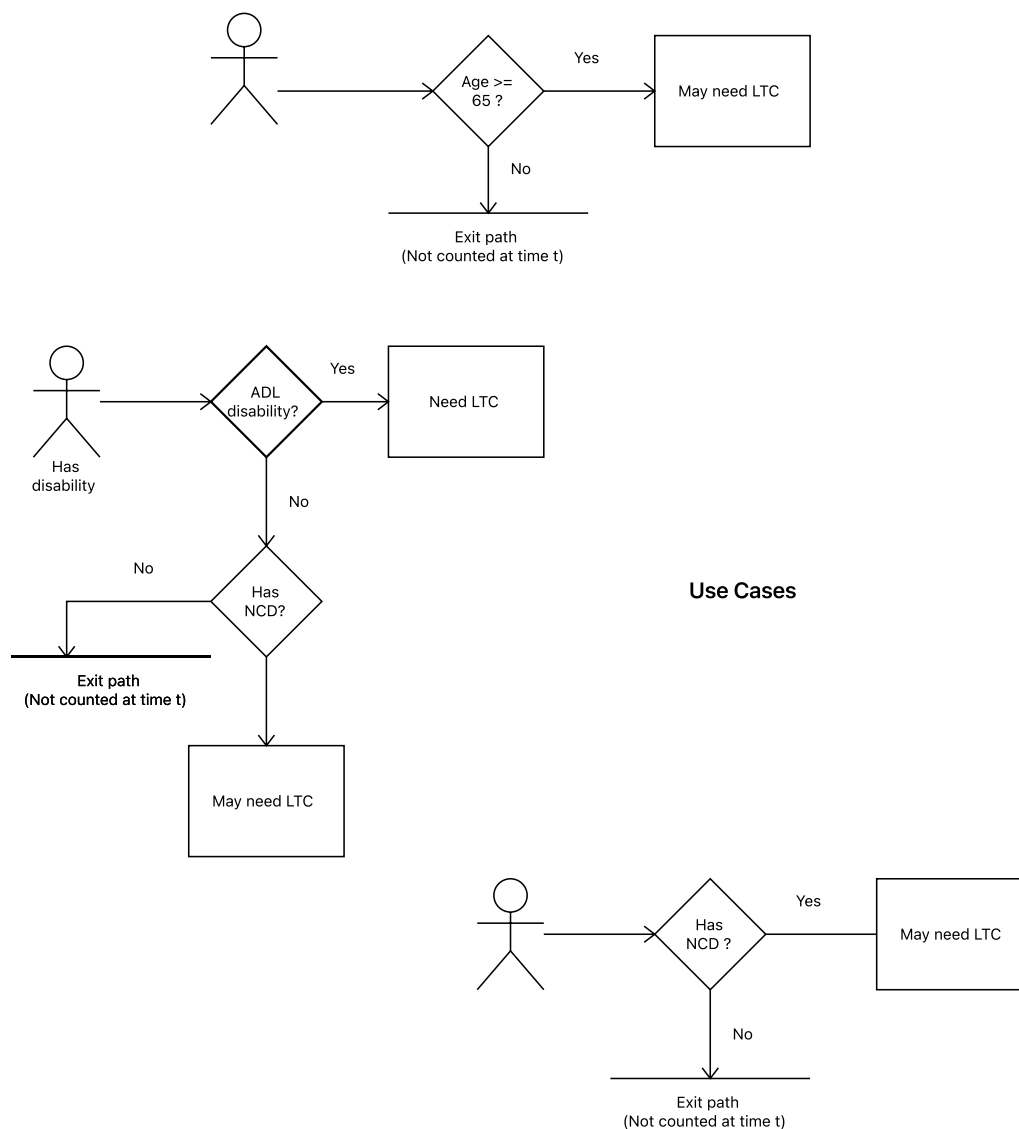 Yes
Age >=
65 ?
May need LTC
No
Exit path
(Not counted at time t)
Has
disability
ADL
disability?
Yes
Need LTC
No
Has
NCD?
No
Exit path
(Not counted at time t)
May need LTC
Use Cases
Has
NCD ?
Yes
May need LTC
No
Exit path
(Not counted at time t)